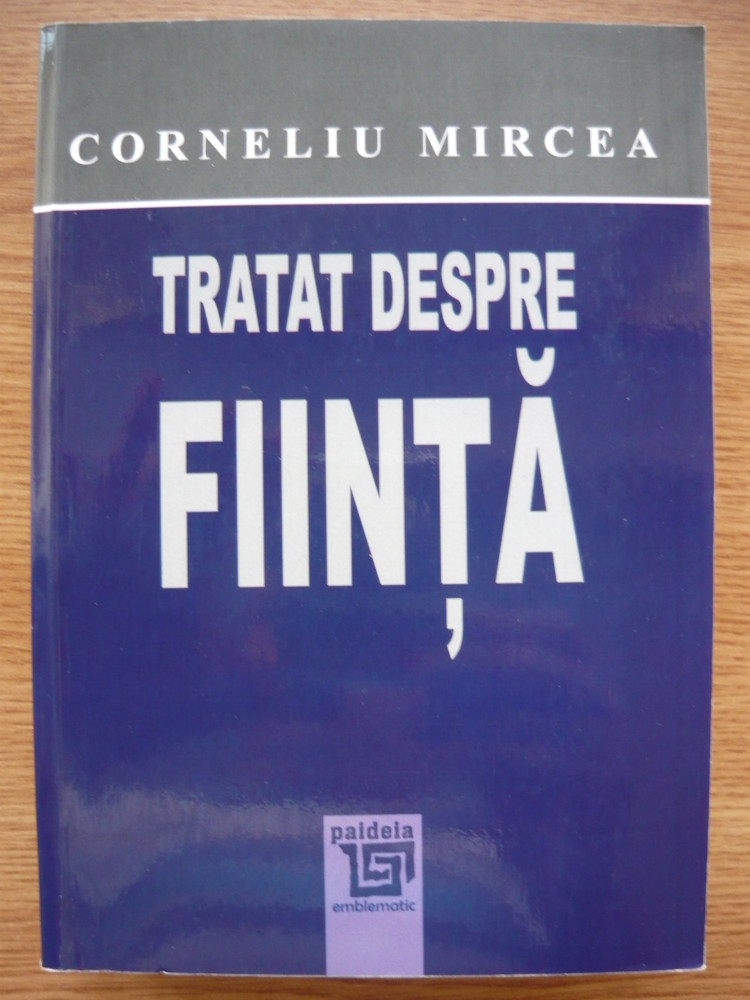 CORNELIU MIRCEA
TRATAT DESPRE
FIINȚĂ
paideia
emblematic